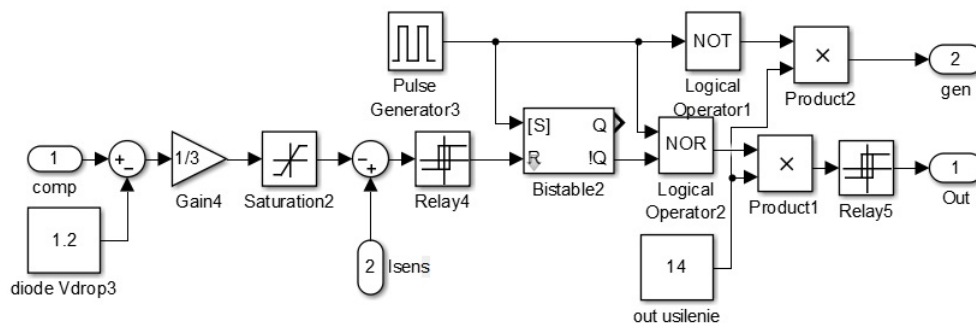 Pulse
Generator3
NOT
Logical
Operator1
×
Product2
2
gen
1
comp
+
−
1/3
Gain4
Saturation2
-
+
Relay4
[S]
Q
R
!Q
Bistable2
NOR
Logical
Operator2
×
Product1
Relay5
1
Out
1.2
diode Vdrop3
2
Isens
14
out usilenie